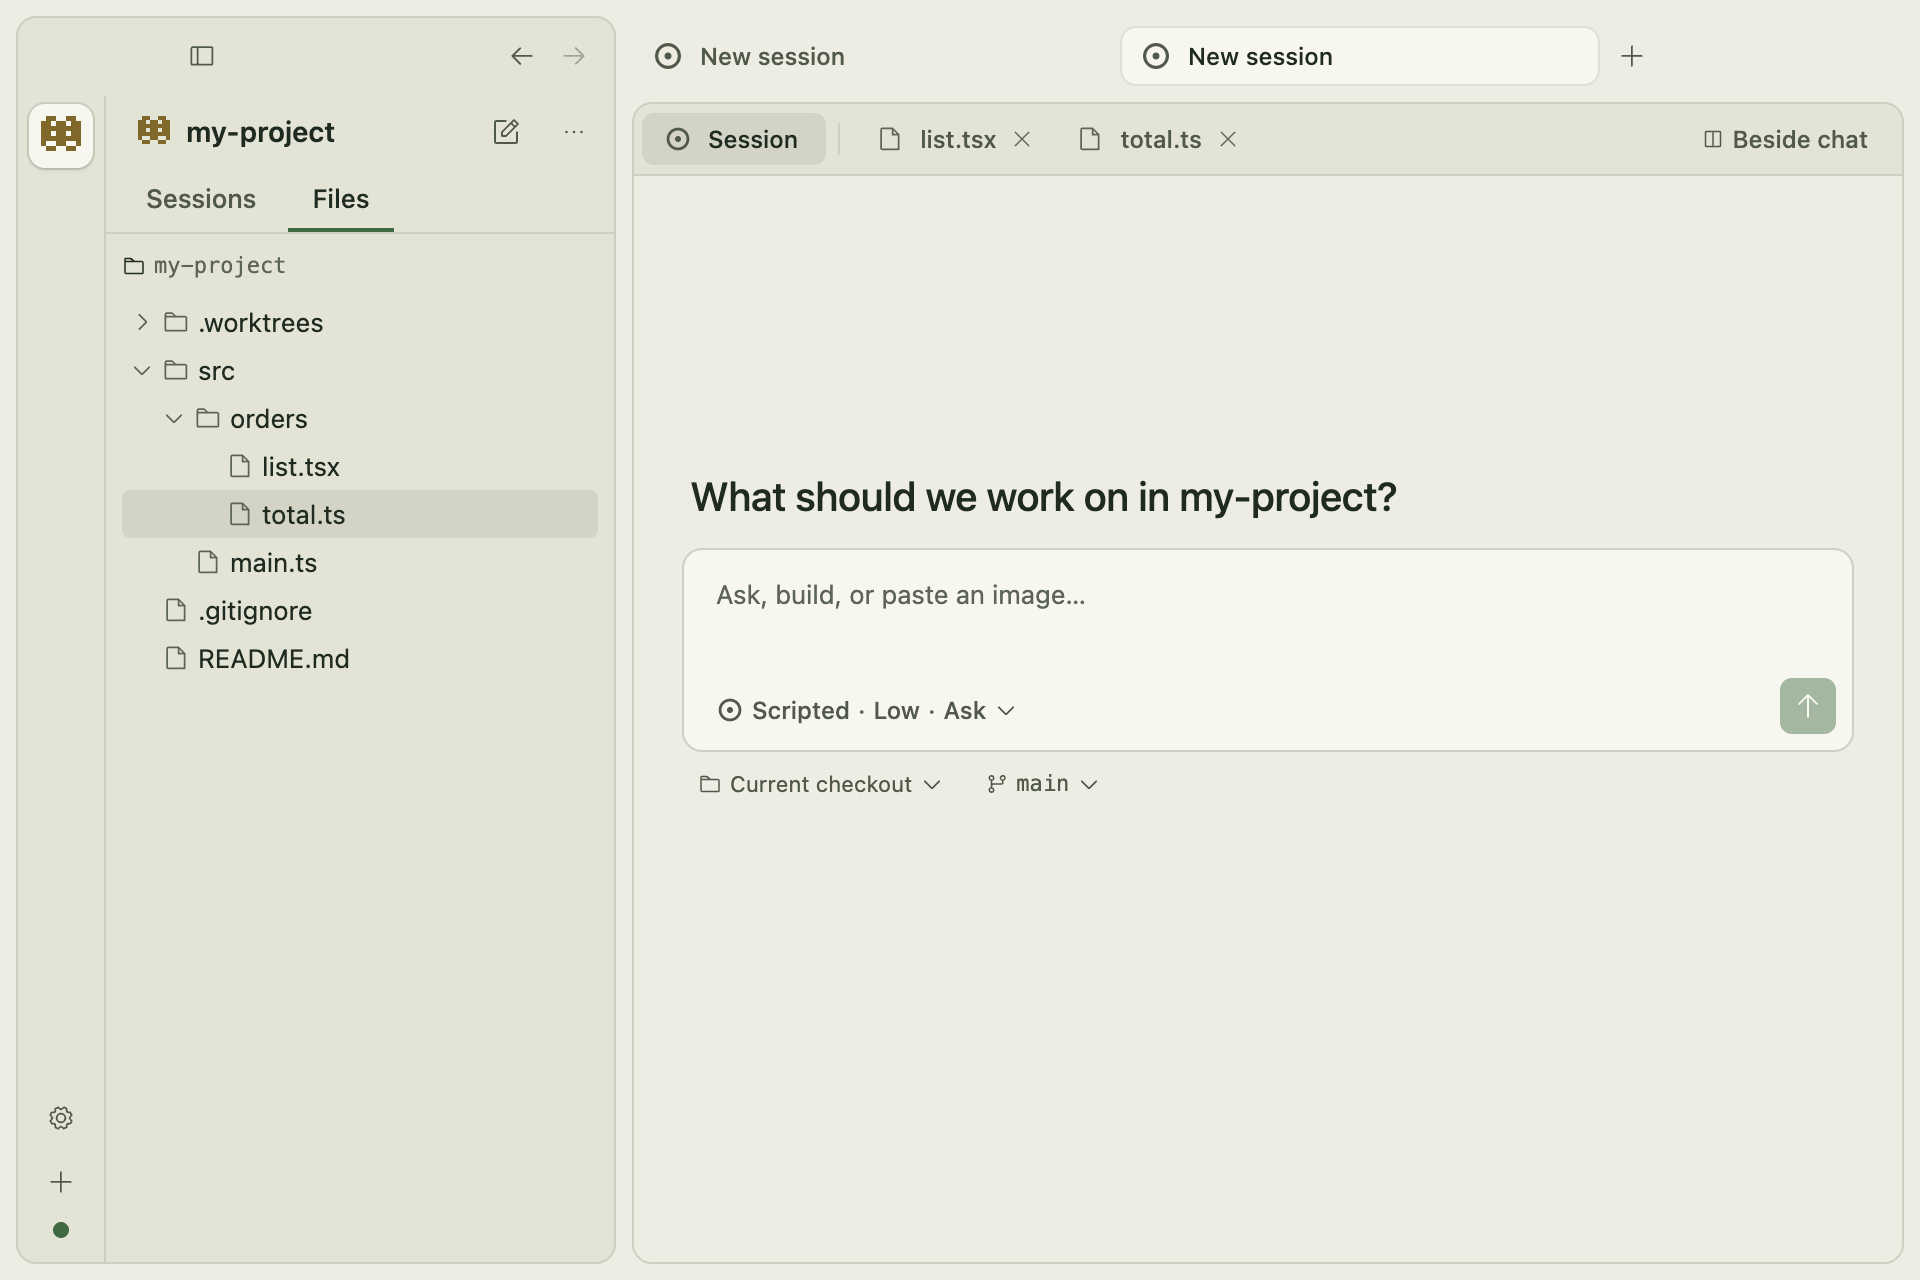 New session
New session
my-project
Sessions
Files
my-project
.worktrees
src
orders
list.tsx
total.ts
main.ts
.gitignore
README.md
Session
list.tsx
total.ts
Beside chat
What should we work on in my-project?
Ask, build, or paste an image...
Scripted · Low · Ask
Current checkout
main